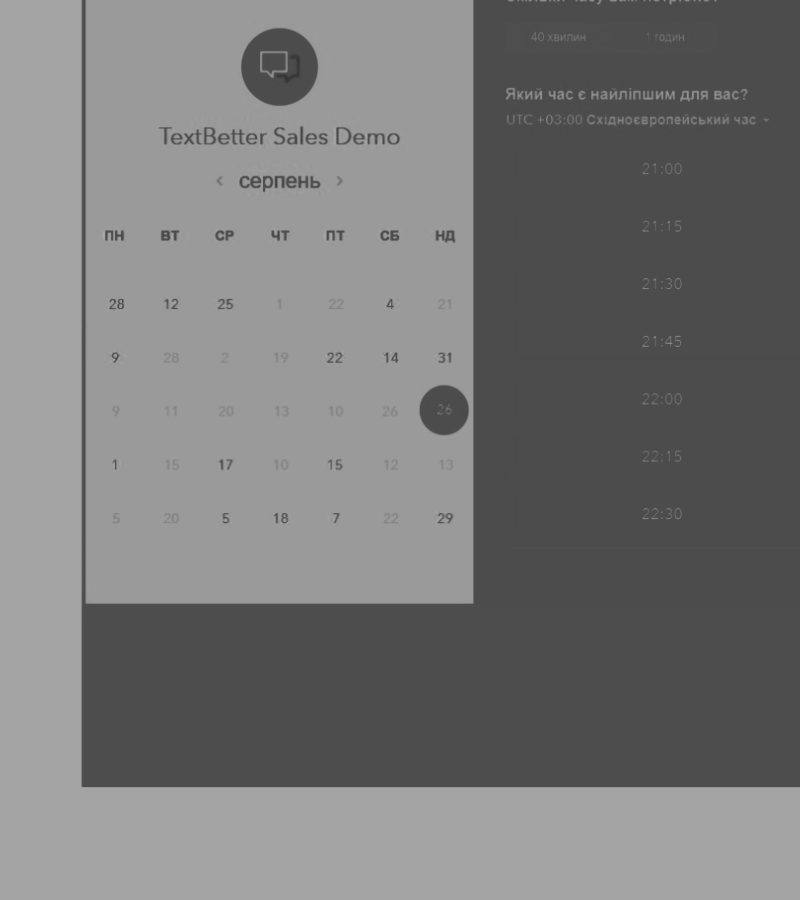 TextBetter Sales Demo
‹ серпень ›
ПН ВТ СР ЧТ ПТ СБ НД
28 12 25 1 22 4 21
9 28 2 19 22 14 31
9 11 20 13 10 26 26
1 15 17 10 15 12 13
5 20 5 18 7 22 29
40 хвилин 1 годин
Який час є найліпшим для вас?
UTC +03:00 Східноєвропейський час
21:00
21:15
21:30
21:45
22:00
22:15
22:30